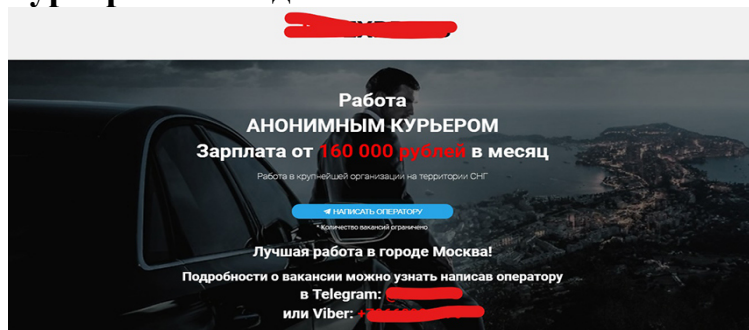 Работа
АНОНИМНЫМ КУРЬЕРОМ
Зарплата от 160 000 рублей в месяц
Работа в крупнейшей организации на территории СНГ
НАПИСАТЬ ОПЕРАТОРУ
* Количество вакансий ограничено
Лучшая работа в городе Москва!
Подробности о вакансии можно узнать написав оператору
в Telegram:
или Viber: